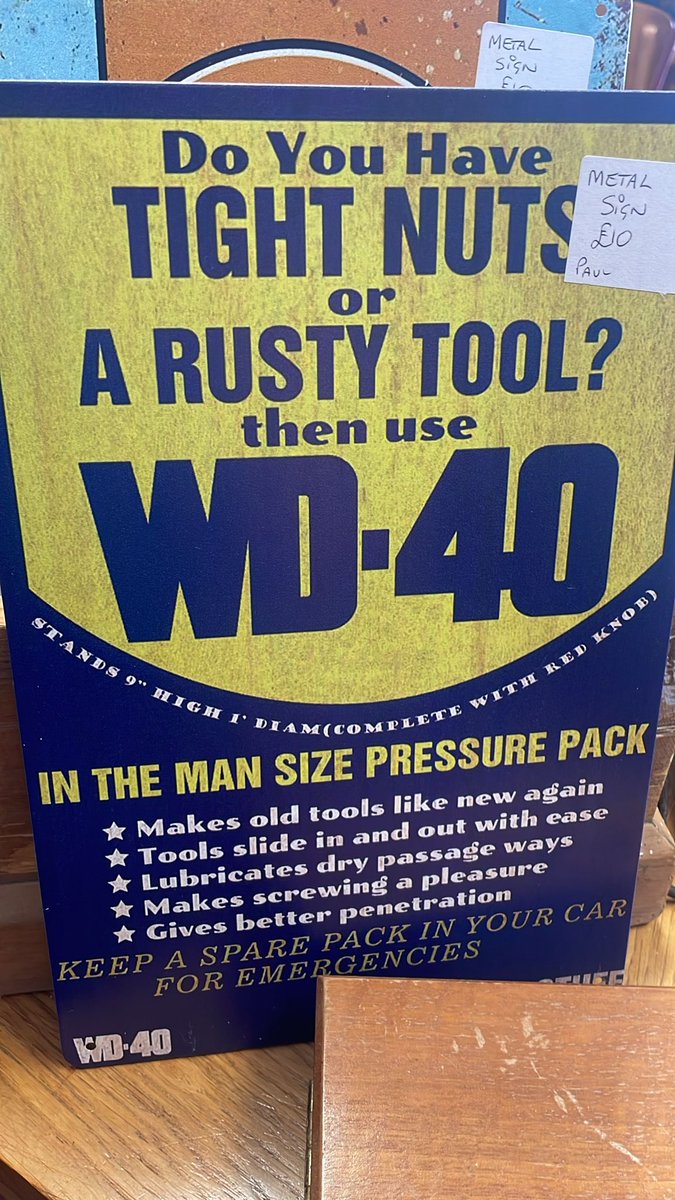 METAL
SiGN
£10
Do You Have
TIGHT NUTS
METAL
SiGN
£10
PAUL
or
A RUSTY TOOL?
then use
WD-40
STANDS 9" HIGH 1' DIAM(COMPLETE WITH RED KNOB)
IN THE MAN SIZE PRESSURE PACK
Makes old tools like new again
Tools slide in and out with ease
Lubricates dry passage ways
Makes screwing a pleasure
Gives better penetration
KEEP A SPARE PACK IN YOUR CAR
FOR EMERGENCIES
WD-40